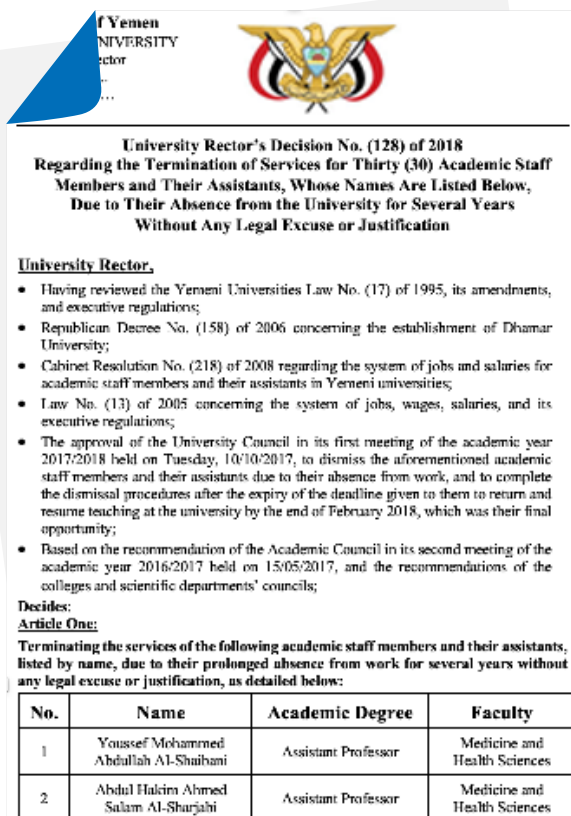 f Yemen
NIVERSITY
ector
..
...
University Rector's Decision No. (128) of 2018
Regarding the Termination of Services for Thirty (30) Academic Staff
Members and Their Assistants, Whose Names Are Listed Below,
Due to Their Absence from the University for Several Years
Without Any Legal Excuse or Justification
University Rector,
• Having reviewed the Yemeni Universities Law No. (17) of 1995, its amendments,
and executive regulations;
• Republican Decree No. (158) of 2006 concerning the establishment of Dhamar
University;
• Cabinet Resolution No. (218) of 2008 regarding the system of jobs and salaries for
academic staff members and their assistants in Yemeni universities;
• Law No. (13) of 2005 concerning the system of jobs, wages, salaries, and its
executive regulations;
• The approval of the University Council in its first meeting of the academic year
2017/2018 held on Tuesday, 10/10/2017, to dismiss the aforementioned academic
staff members and their assistants due to their absence from work, and to complete
the dismissal procedures after the expiry of the deadline given to them to return and
resume teaching at the university by the end of February 2018, which was their final
opportunity;
• Based on the recommendation of the Academic Council in its second meeting of the
academic year 2016/2017 held on 15/05/2017, and the recommendations of the
colleges and scientific departments' councils;
Decides:
Article One:
Terminating the services of the following academic staff members and their assistants,
listed by name, due to their prolonged absence from work for several years without
any legal excuse or justification, as detailed below:
No. Name Academic Degree Faculty
1 Youssef Mohammed Abdullah Al-Shaibani Assistant Professor Medicine and Health Sciences
2 Abdul Hakim Ahmed Salam Al-Sharjahi Assistant Professor Medicine and Health Sciences